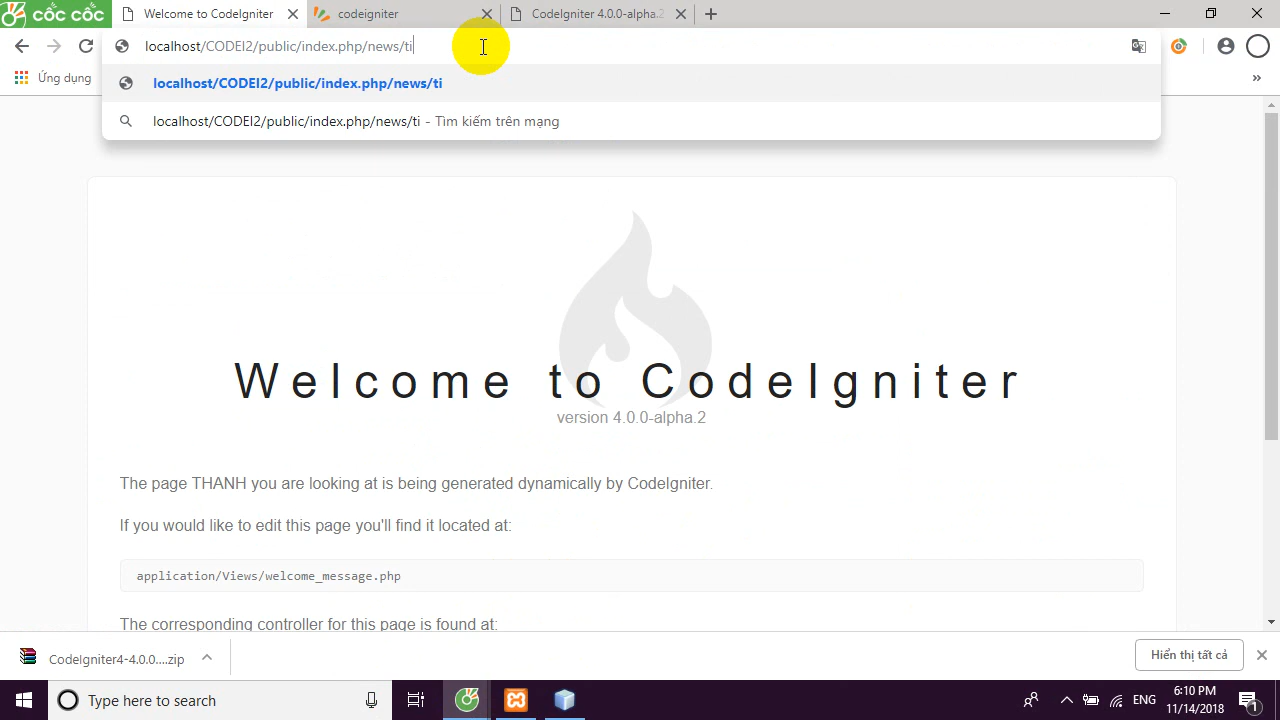 cốc cốc
Welcome to CodeIgniter
codeigniter
CodeIgniter 4.0.0-alpha.2
localhost/CODEI2/public/index.php/news/ti
Ứng dụng
»
localhost/CODEI2/public/index.php/news/ti
localhost/CODEI2/public/index.php/news/ti - Tìm kiếm trên mạng
Welcome to CodeIgniter
version 4.0.0-alpha.2
The page THANH you are looking at is being generated dynamically by CodeIgniter.
If you would like to edit this page you'll find it located at:
application/Views/welcome_message.php
The corresponding controller for this page is found at:
CodeIgniter4-4.0.0....zip
Hiển thị tất cả
Type here to search
ENG
6:10 PM
11/14/2018
1